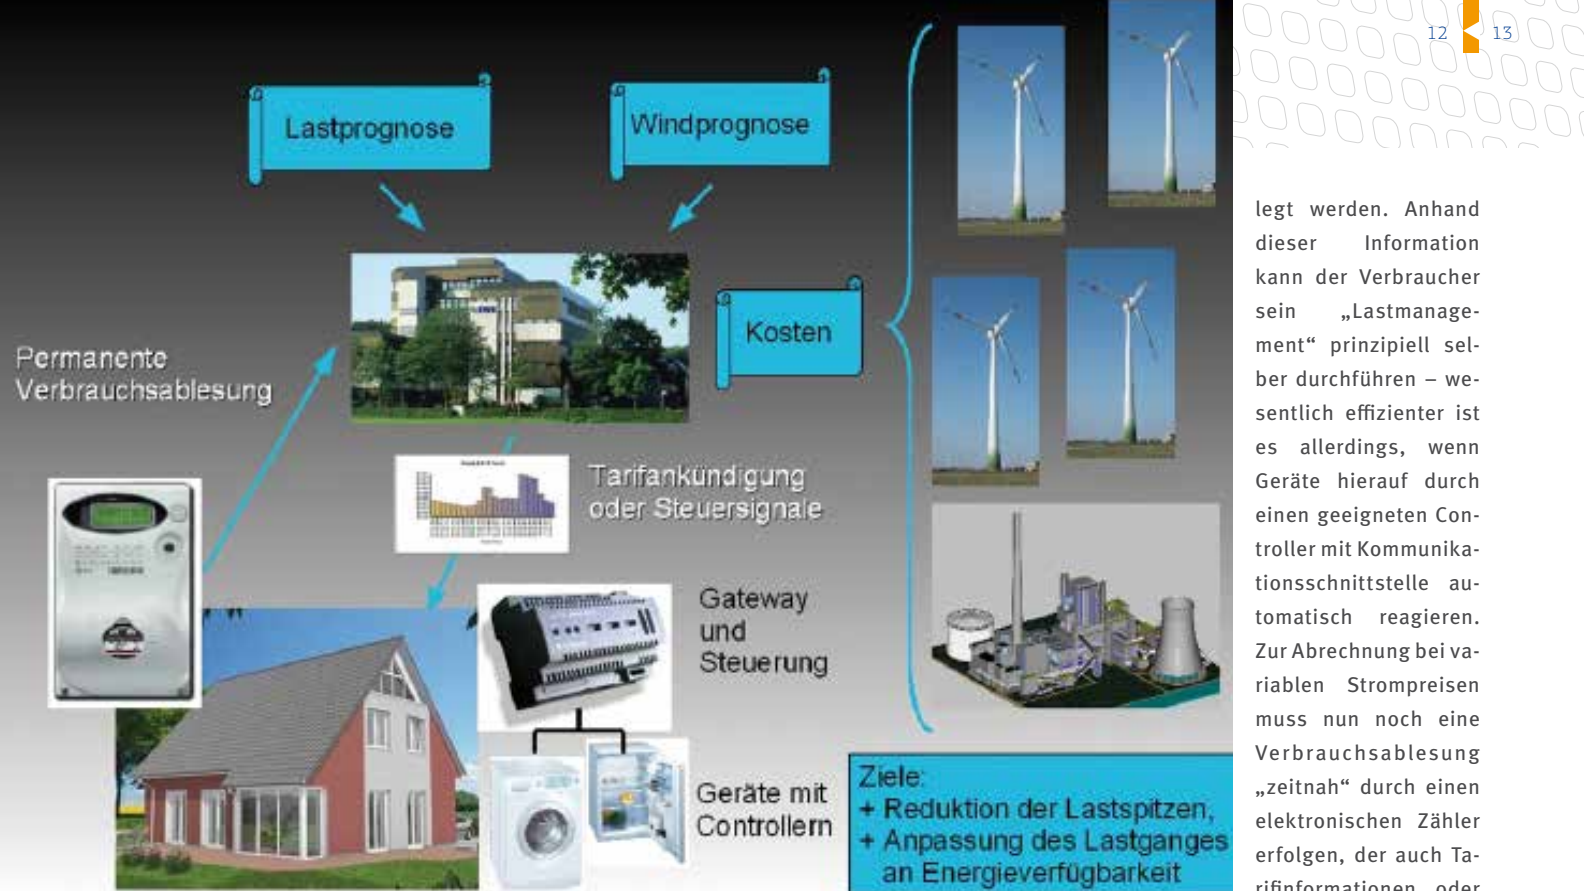 12 13
Lastprognose
Windprognose
Kosten
Permanente
Verbrauchsablesung
Tarifankündigung
oder Steuersignale
Gateway
und
Steuerung
Geräte mit
Controllern
Ziele:
+ Reduktion der Lastspitzen,
+ Anpassung des Lastganges
an Energieverfügbarkeit
legt werden. Anhand
dieser Information
kann der Verbraucher
sein „Lastmanage-
ment“ prinzipiell sel-
ber durchführen – we-
sentlich effizienter ist
es allerdings, wenn
Geräte hierauf durch
einen geeigneten Con-
troller mit Kommunika-
tionsschnittstelle au-
tomatisch reagieren.
Zur Abrechnung bei va-
riablen Strompreisen
muss nun noch eine
Verbrauchsablesung
„zeitnah“ durch einen
elektronischen Zähler
erfolgen, der auch Ta-
rifinformationen oder